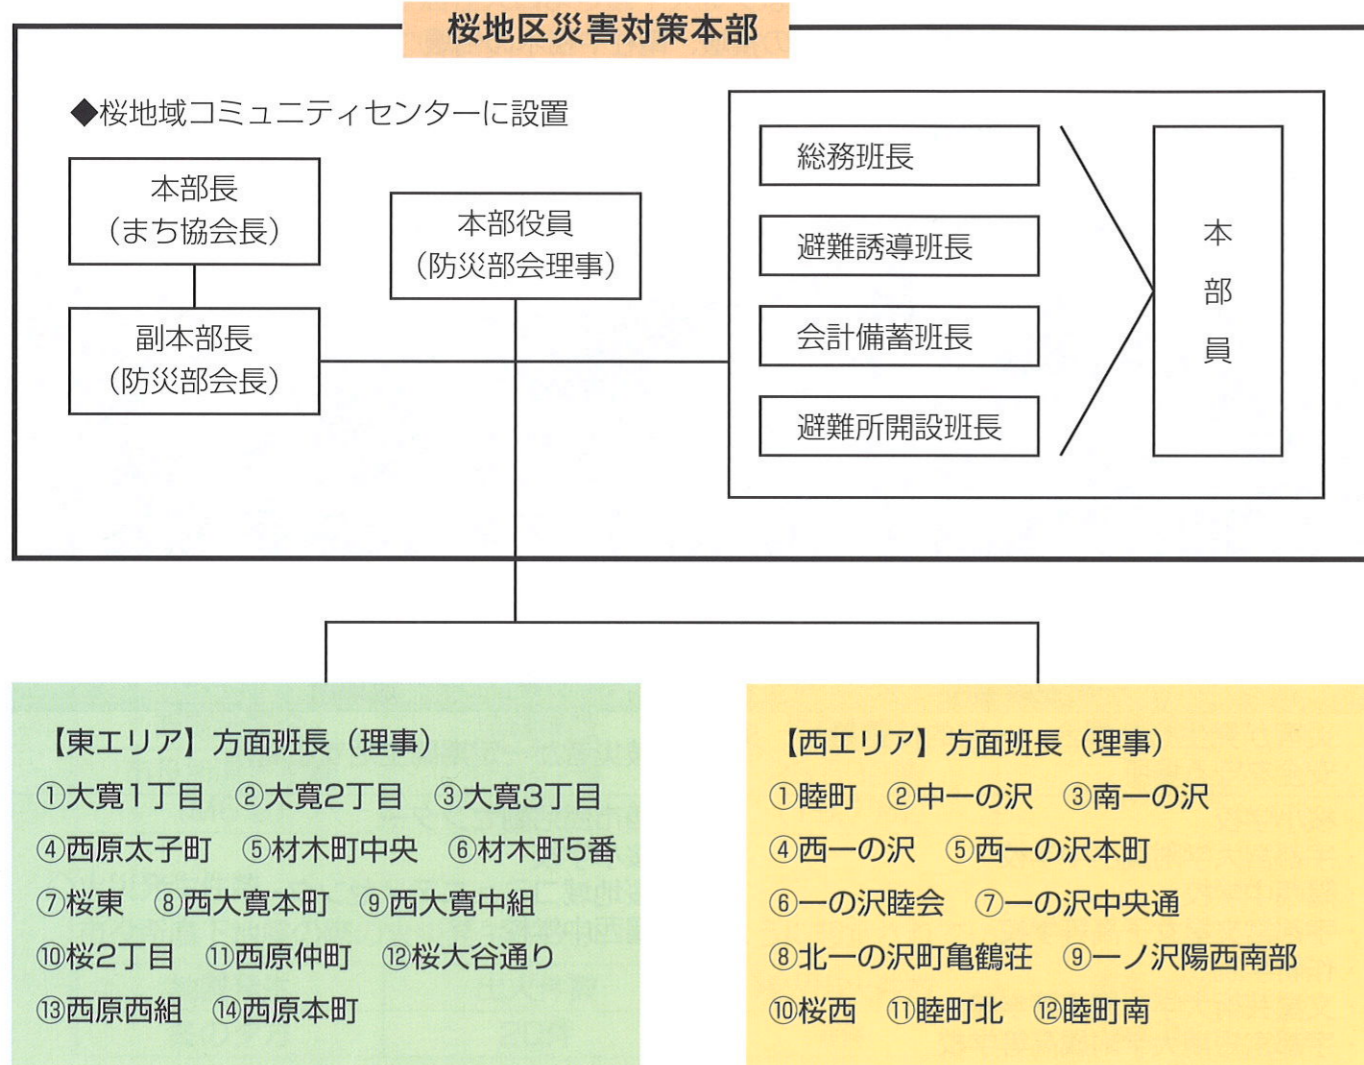 桜地区災害対策本部
◆桜地域コミュニティセンターに設置
本部長
（まち協会長）
副本部長
（防災部会長）
本部役員
（防災部会理事）
総務班長
避難誘導班長
会計備蓄班長
避難所開設班長
本部員
【東エリア】方面班長（理事）
①大寛1丁目　②大寛2丁目　③大寛3丁目
④西原太子町　⑤材木町中央　⑥材木町5番
⑦桜東　⑧西大寛本町　⑨西大寛中組
⑩桜2丁目　⑪西原仲町　⑫桜大谷通り
⑬西原西組　⑭西原本町
【西エリア】方面班長（理事）
①睦町　②中一の沢　③南一の沢
④西一の沢　⑤西一の沢本町
⑥一の沢睦会　⑦一の沢中央通
⑧北一の沢町亀鶴荘　⑨一ノ沢陽西南部
⑩桜西　⑪睦町北　⑫睦町南